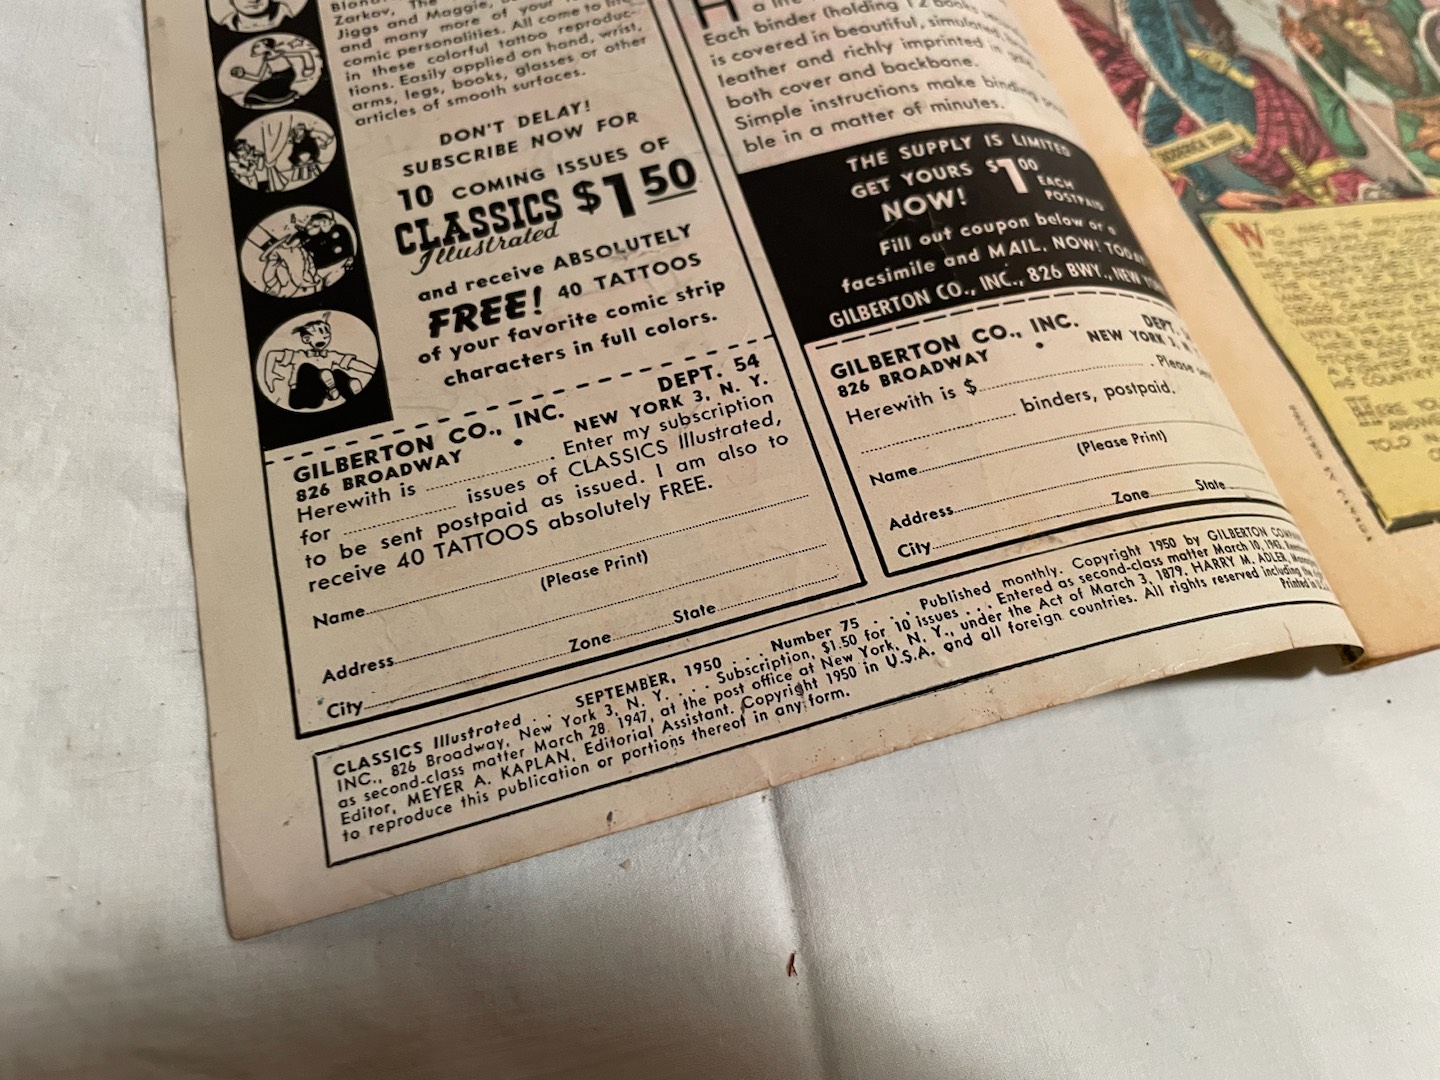 Zarkov, The
Jiggs and Maggie,
and many more of your
comic personalities. All come to life
in these colorful tattoo reproduc-
tions. Easily applied on hand, wrist,
arms, legs, books, glasses or other
articles of smooth surfaces.
DON'T DELAY!
SUBSCRIBE NOW FOR
10 COMING ISSUES OF
CLASSICS Illustrated $1.50
and receive ABSOLUTELY
FREE! 40 TATTOOS
of your favorite comic strip
characters in full colors.
GILBERTON CO., INC. DEPT. 54
826 BROADWAY • NEW YORK 3, N. Y.
Herewith is . Enter my subscription
for issues of CLASSICS Illustrated,
to be sent postpaid as issued. I am also to
receive 40 TATTOOS absolutely FREE.
Name
(Please Print)
Address
City Zone State
Each binder (holding 12 books
is covered in beautiful, simulated
leather and richly imprinted in
both cover and backbone.
Simple instructions make binding
ble in a matter of minutes.
THE SUPPLY IS LIMITED
GET YOURS $1.00 EACH
NOW! POSTPAID
Fill out coupon below or a
facsimile and MAIL. NOW! TODAY
GILBERTON CO., INC., 826 BWY., NEW
GILBERTON CO., INC. DEPT.
826 BROADWAY • NEW YORK 3, N.
Herewith is $ . Please
binders, postpaid.
Name
(Please Print)
Address
City Zone State
CLASSICS Illustrated . . SEPTEMBER, 1950 . . . Number 75 . . . Published monthly. Copyright 1950 by GILBERTON
INC., 826 Broadway, New York 3, N. Y. . . . Subscription, $1.50 for 10 issues . . . Entered as second-class matter March 10, 1943.
as second-class matter March 28, 1947, at the post office at New York, N. Y., under the Act of March 3, 1879. HARRY M. ADLER,
Editor, MEYER A. KAPLAN, Editorial Assistant. Copyright 1950 in U.S.A. and all foreign countries. All rights reserved including the
to reproduce this publication or portions thereof in any form. Printed in
RODERICK DHU